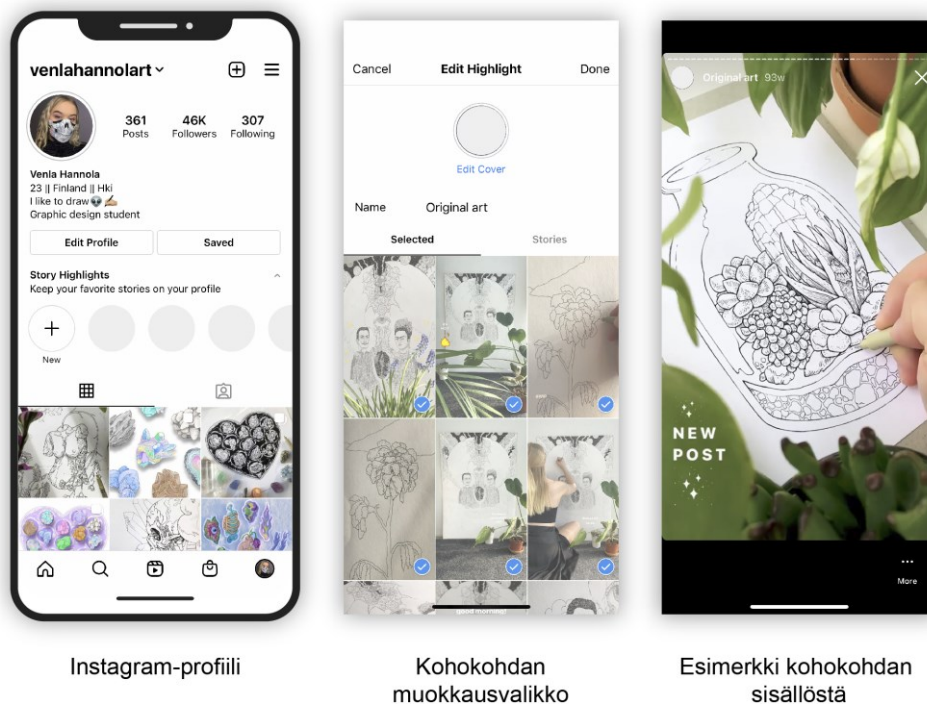 venlahannolart
361 46K 307
Posts Followers Following
Venla Hannola
23 || Finland || Hki
I like to draw
Graphic design student
Edit Profile Saved
Story Highlights
Keep your favorite stories on your profile
New
Instagram-profiili
Cancel Edit Highlight Done
Edit Cover
Name Original art
Selected Stories
good morning!
Kohokohdan
muokkausvalikko
Original art 93w
NEW
POST
More
Esimerkki kohokohdan
sisällöstä